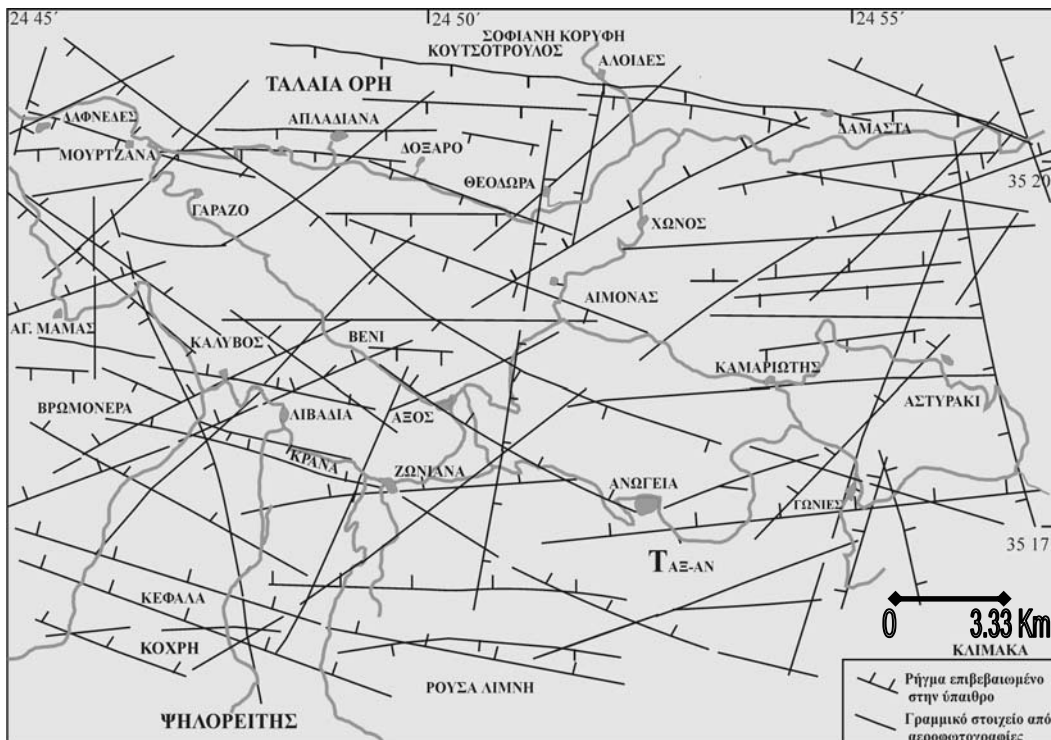 24 45΄
24 50΄
24 55΄
ΣΟΦΙΑΝΗ ΚΟΡΥΦΗ
ΚΟΥΤΣΟΤΡΟΥΛΟΣ
ΑΛΟΙΔΕΣ
ΤΑΛΑΙΑ ΟΡΗ
ΔΑΦΝΕΔΕΣ
ΑΠΛΑΔΙΑΝΑ
ΔΑΜΑΣΤΑ
ΜΟΥΡΤΖΑΝΑ
ΔΟΞΑΡΟ
ΘΕΟΔΩΡΑ
35 20
ΓΑΡΑΖΟ
ΧΩΝΟΣ
ΑΙΜΟΝΑΣ
ΑΓ. ΜΑΜΑΣ
ΚΑΛΥΒΟΣ
ΒΕΝΙ
ΚΑΜΑΡΙΩΤΗΣ
ΑΣΤΥΡΑΚΙ
ΒΡΩΜΟΝΕΡΑ
ΛΙΒΑΔΙΑ
ΑΞΟΣ
ΚΡΑΝΑ
ΖΩΝΙΑΝΑ
ΑΝΩΓΕΙΑ
ΓΩΝΙΕΣ
35 17
ΤΑΞ-ΑΝ
ΚΕΦΑΛΑ
0 3.33 Km
ΚΟΧΡΗ
ΚΛΙΜΑΚΑ
ΡΟΥΣΑ ΛΙΜΝΗ
ΨΗΛΟΡΕΙΤΗΣ
Ρήγμα επιβεβαιωμένο
στην ύπαιθρο
Γραμμικό στοιχείο από
αεροφωτογραφίες